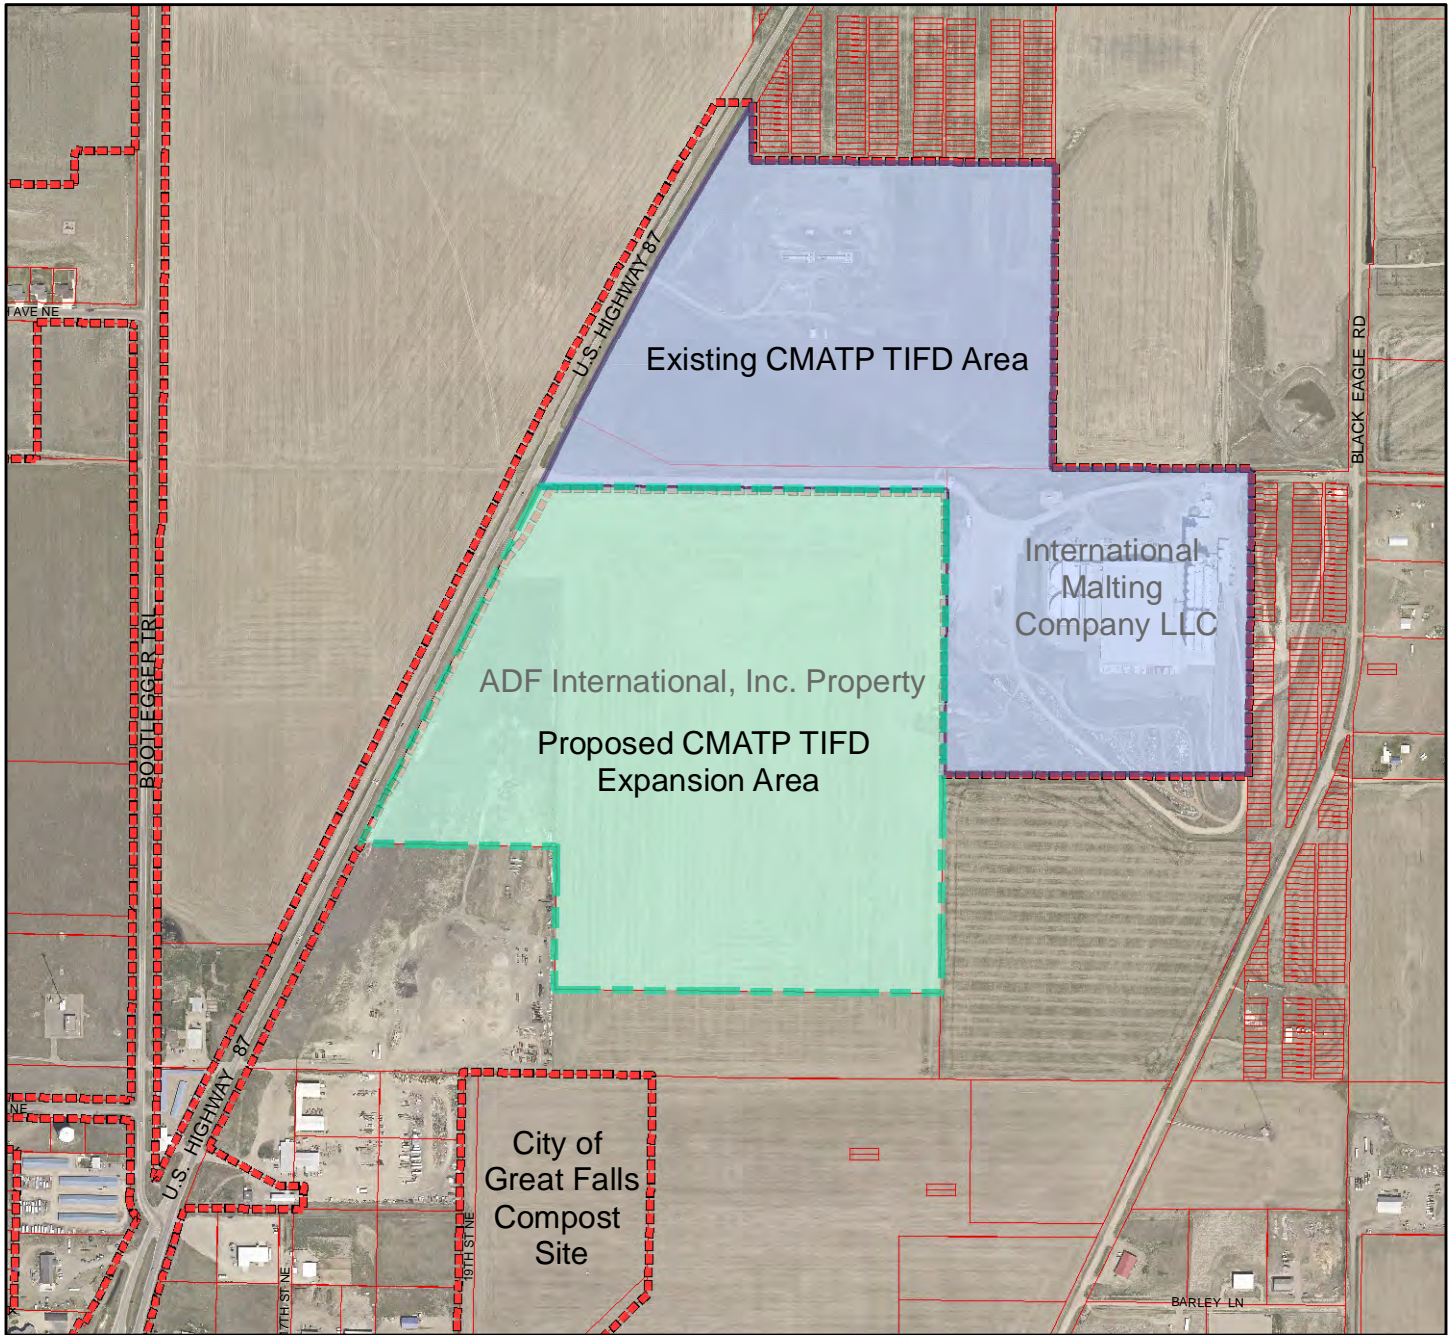 U.S. HIGHWAY 87
Existing CMATP TIFD Area
AVE NE
BLACK EAGLE RD
International
Malting
Company LLC
BOOTLEGGER TRL
ADF International, Inc. Property
Proposed CMATP TIFD
Expansion Area
U.S. HIGHWAY 87
NE
City of
Great Falls
Compost
Site
19TH ST NE
17TH ST NE
BARLEY LN